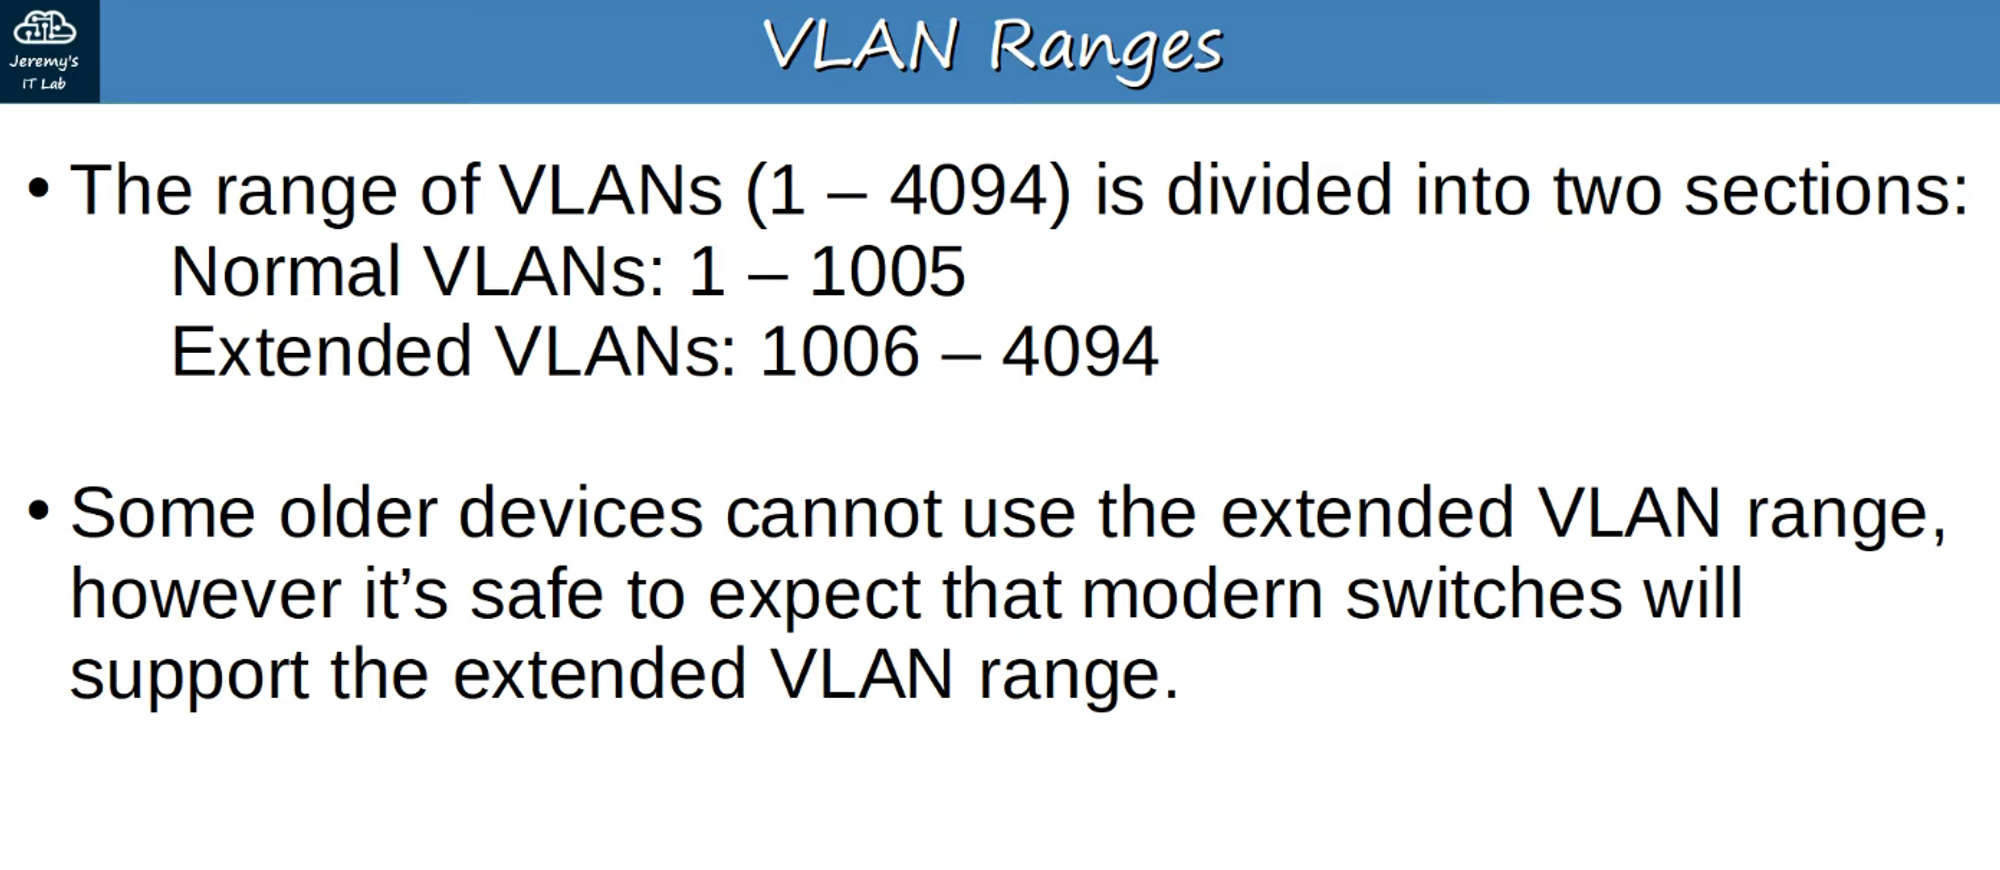 Jeremy's
IT Lab
VLAN Ranges
• The range of VLANs (1 – 4094) is divided into two sections:
Normal VLANs: 1 – 1005
Extended VLANs: 1006 – 4094
• Some older devices cannot use the extended VLAN range,
however it’s safe to expect that modern switches will
support the extended VLAN range.